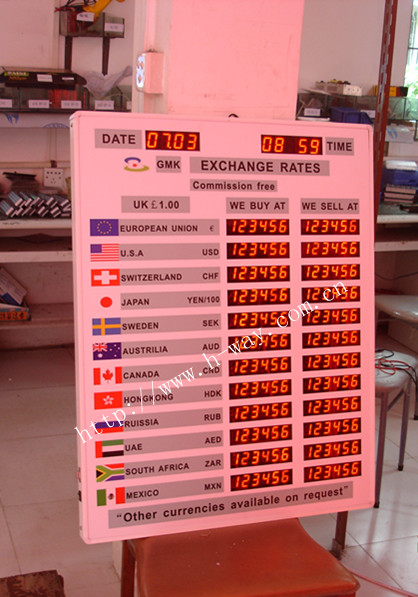 DATE 07.03 08 59 TIME
GMK EXCHANGE RATES
Commission free
UK £1.00 WE BUY AT WE SELL AT
EUROPEAN UNION € 123456 123456
U.S.A USD 123456 123456
SWITZERLAND CHF 123456 123456
JAPAN YEN/100 123456 123456
SWEDEN SEK 123456 123456
AUSTRILIA AUD 123456 123456
CANADA CND 123456 123456
HONGKONG HDK 123456 123456
RUISSIA RUB 123456 123456
UAE AED 123456 123456
SOUTH AFRICA ZAR 123456 123456
MEXICO MXN 123456 123456
"Other currencies available on request"
http://www.h-way.com.cn